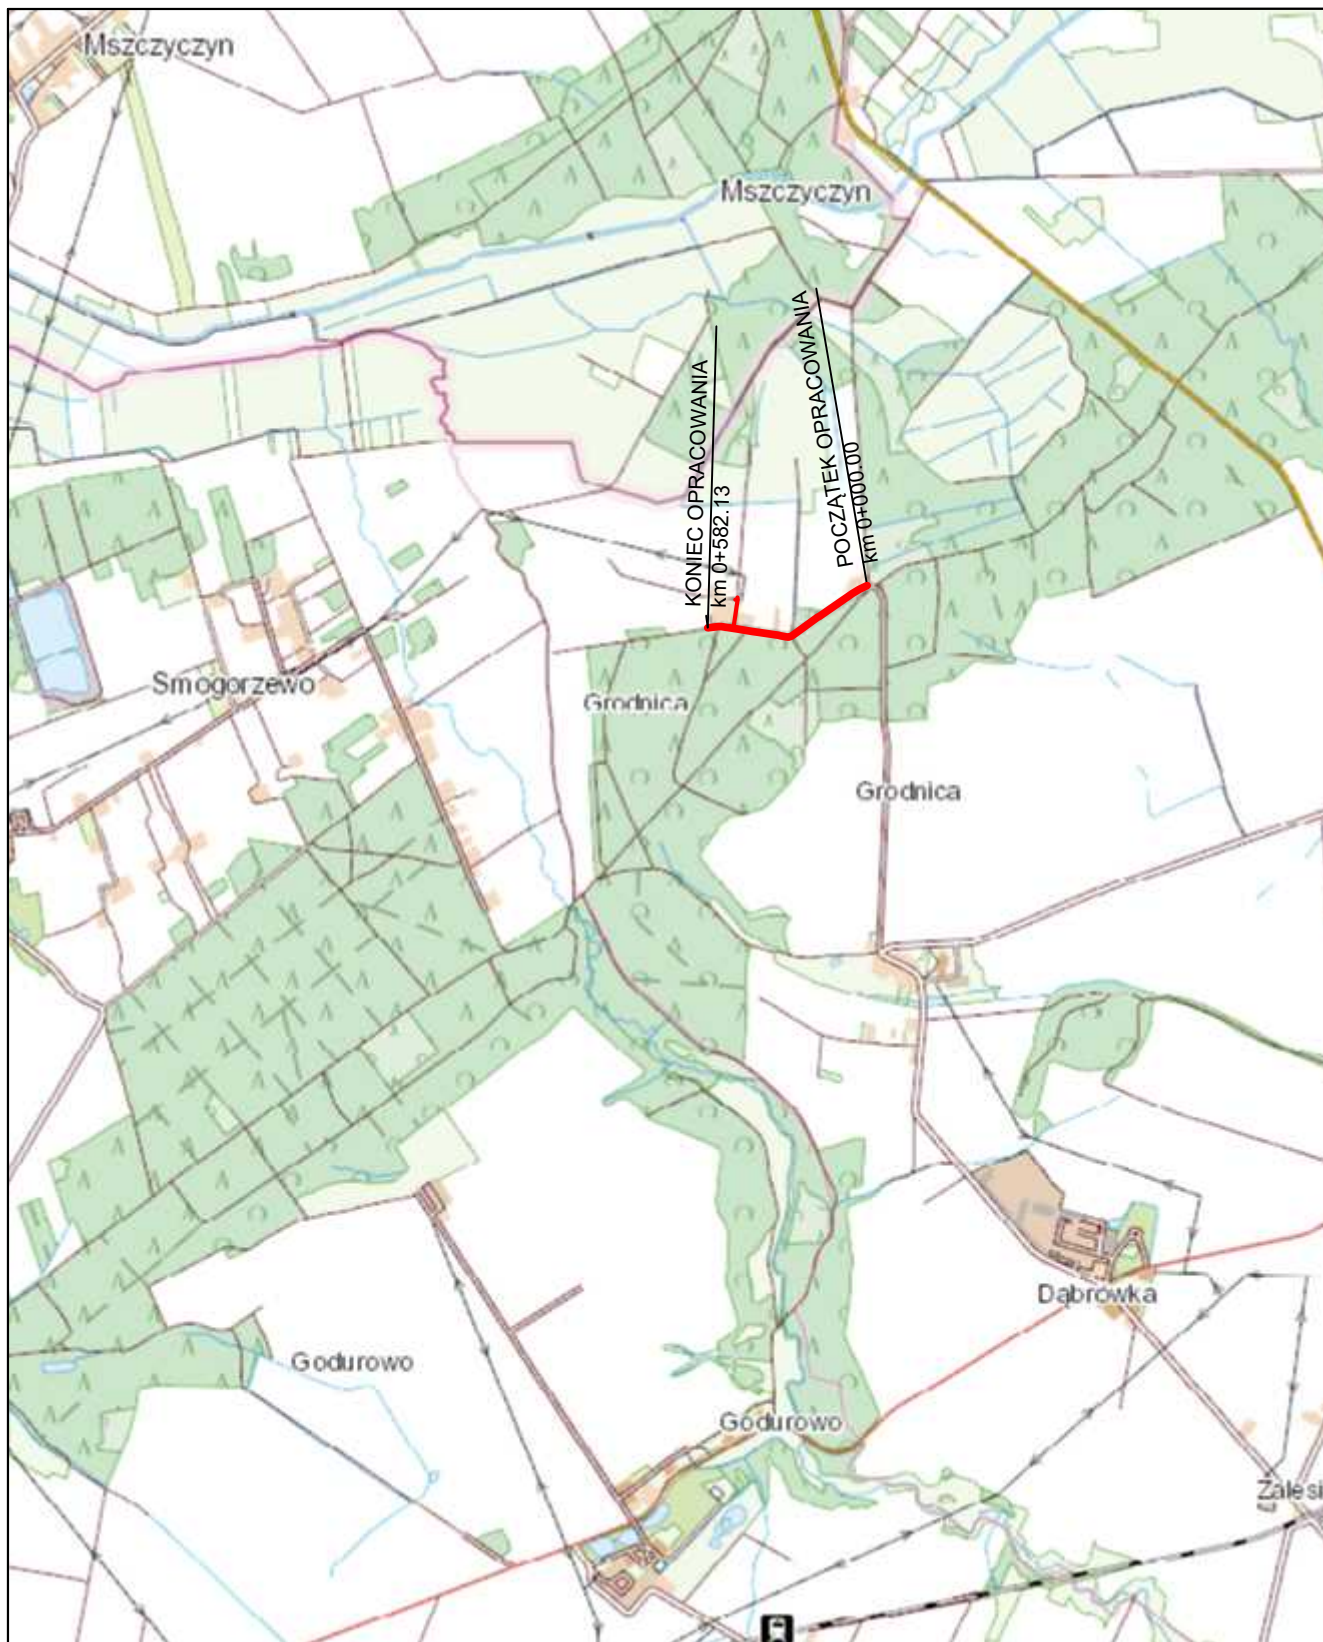 Mszczyczyn
Mszczyczyn
KONIEC OPRACOWANIA
km 0+582.13
POCZĄTEK OPRACOWANIA
km 0+000.00
Smogorzewo
Grodnica
Grodnica
Dąbrówka
Godurowo
Godurowo
Zalesi